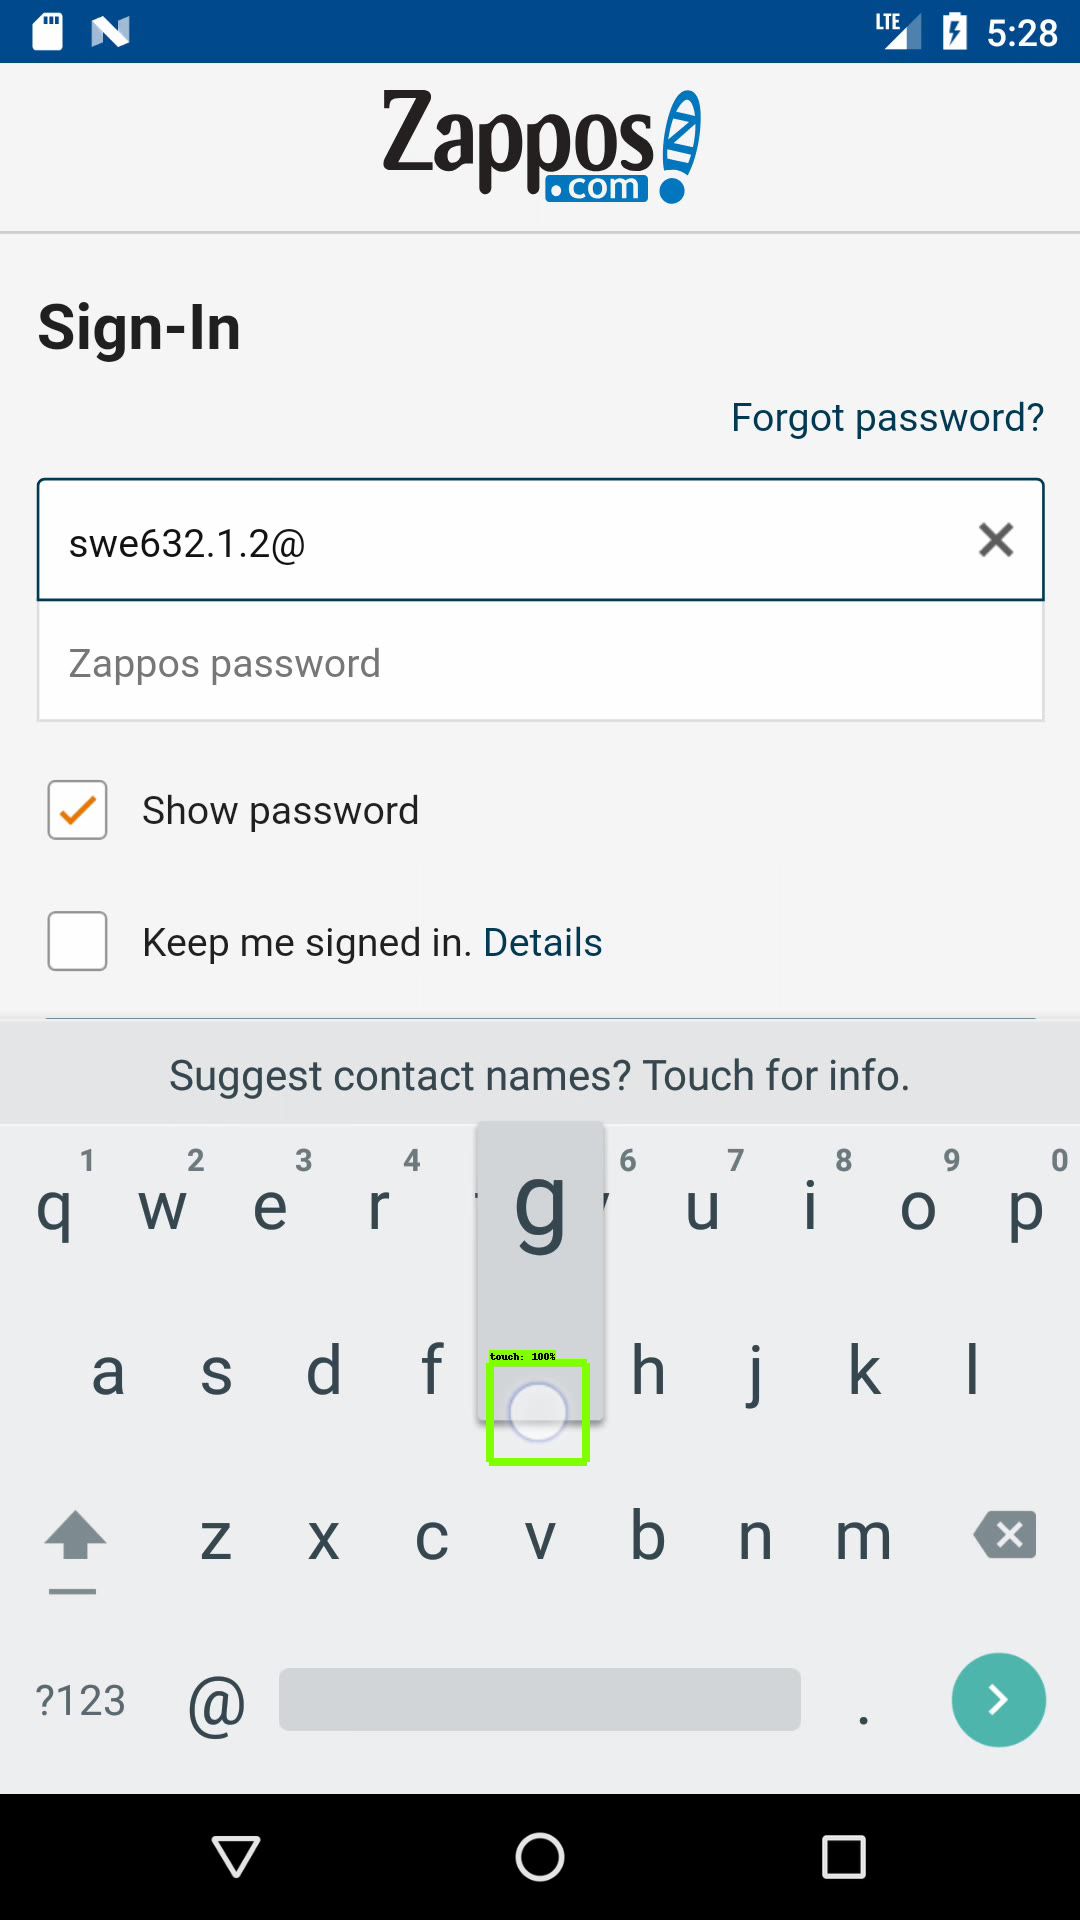 LTE 5:28
Zappos
.com
Sign-In
Forgot password?
swe632.1.2@
Zappos password
Show password
Keep me signed in. Details
Suggest contact names? Touch for info.
1 2 3 4 6 7 8 9 0
q w e r g u i o p
touch: 100%
a s d f h j k l
z x c v b n m
?123 @ .